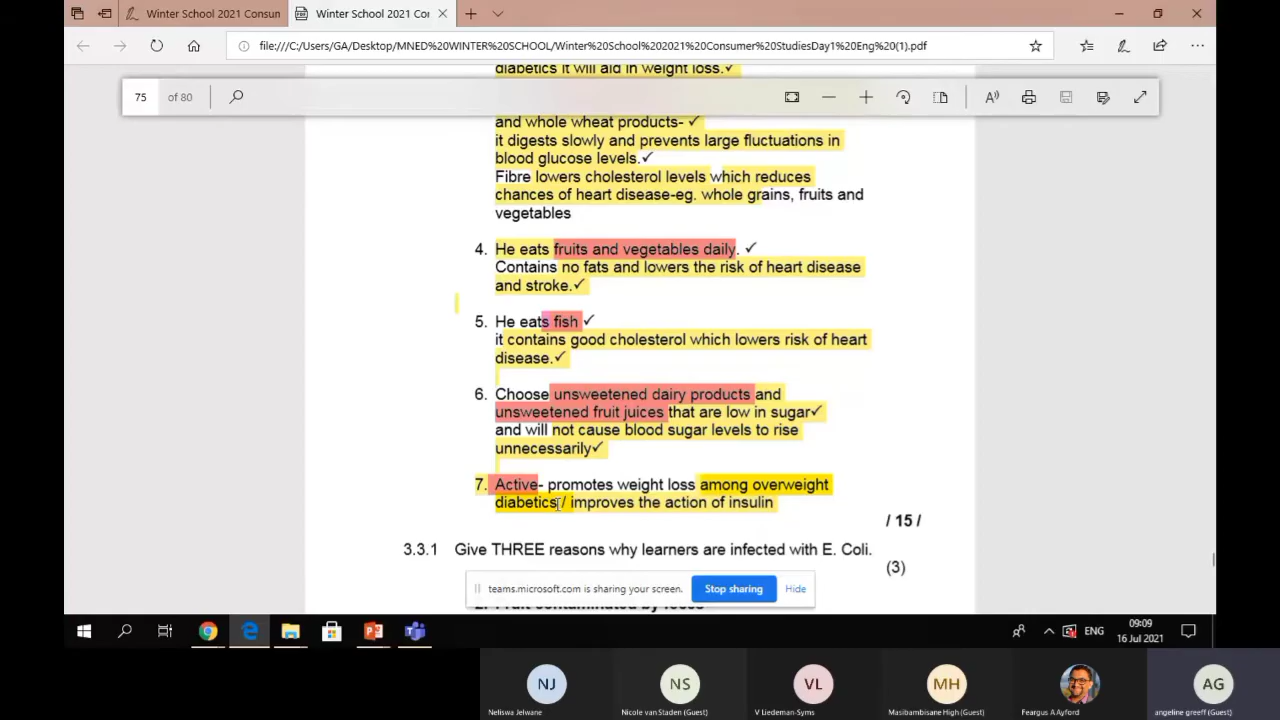 Winter School 2021 Consum
Winter School 2021 Con
file:///C:/Users/GA/Desktop/MNED%20WINTER%20SCHOOL/Winter%20School%202021%20Consumer%20StudiesDay1%20Eng%20(1).pdf
diabetics it will aid in weight loss.✓
75 of 80
and whole wheat products- ✓
it digests slowly and prevents large fluctuations in
blood glucose levels.✓
Fibre lowers cholesterol levels which reduces
chances of heart disease-eg. whole grains, fruits and
vegetables
4. He eats fruits and vegetables daily. ✓
Contains no fats and lowers the risk of heart disease
and stroke.✓
5. He eats fish ✓
it contains good cholesterol which lowers risk of heart
disease.✓
6. Choose unsweetened dairy products and
unsweetened fruit juices that are low in sugar✓
and will not cause blood sugar levels to rise
unnecessarily✓
7. Active- promotes weight loss among overweight
diabetics / improves the action of insulin
/ 15 /
3.3.1 Give THREE reasons why learners are infected with E. Coli.
(3)
teams.microsoft.com is sharing your screen. Stop sharing Hide
ENG
09:09
16 Jul 2021
NJ NS VL MH AG
Neliswa Jelwane Nicole van Staden (Guest) V Liedeman-Syms Masibambisane High (Guest) Feargus A Ayford angeline greeff (Guest)